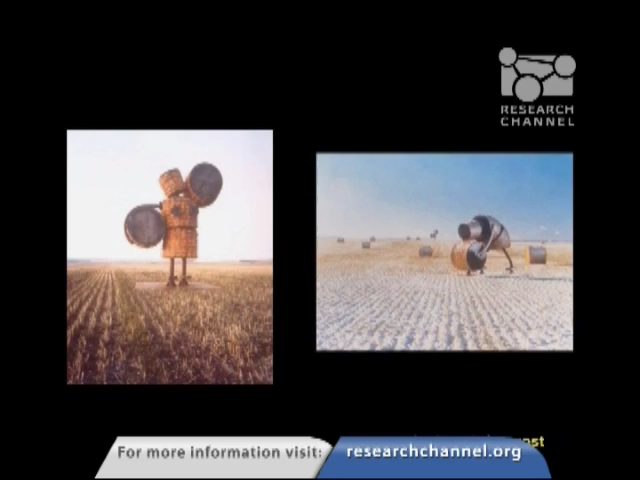 RESEARCH
CHANNEL
For more information visit:
researchchannel.org